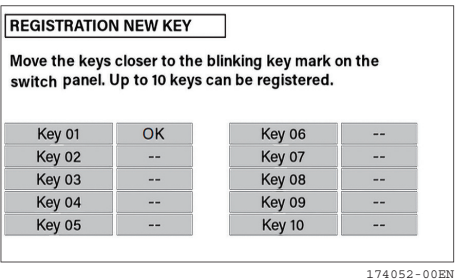 REGISTRATION NEW KEY
Move the keys closer to the blinking key mark on the
switch panel. Up to 10 keys can be registered.
Key 01 OK Key 06 --
Key 02 -- Key 07 --
Key 03 -- Key 08 --
Key 04 -- Key 09 --
Key 05 -- Key 10 --
174052-00EN